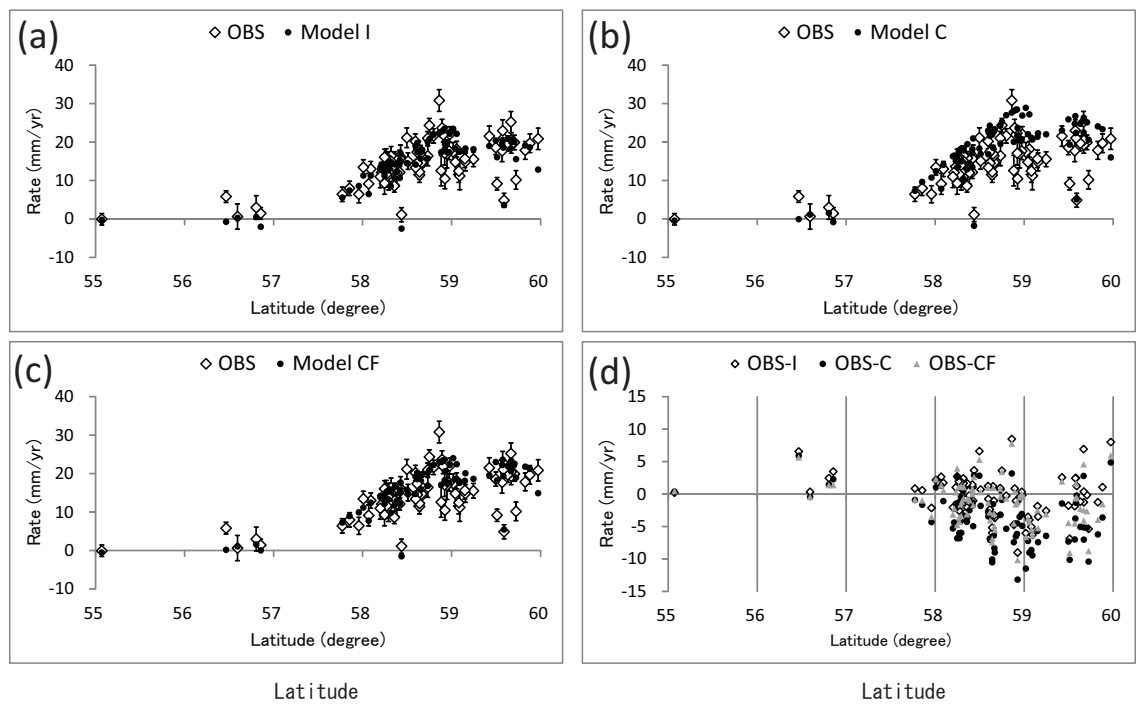 (a)
◇ OBS • Model I
Rate (mm/yr)
40
30
20
10
0
-10
55 56 57 58 59 60
Latitude (degree)
(b)
◇ OBS • Model C
Rate (mm/yr)
40
30
20
10
0
-10
55 56 57 58 59 60
Latitude (degree)
(c)
◇ OBS • Model CF
Rate (mm/yr)
40
30
20
10
0
-10
55 56 57 58 59 60
Latitude (degree)
Latitude
(d)
◇ OBS-I • OBS-C ▲ OBS-CF
Rate (mm/yr)
15
10
5
0
-5
-10
-15
55 56 57 58 59 60
Latitude (degree)
Latitude